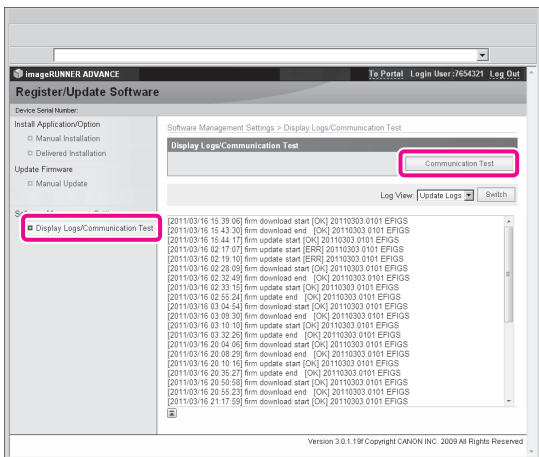 imageRUNNER ADVANCE
To Portal Login User:7654321 Log Out
Register/Update Software
Device Serial Number:
Install Application/Option
Manual Installation
Delivered Installation
Update Firmware
Manual Update
Display Logs/Communication Test
Software Management Settings > Display Logs/Communication Test
Display Logs/Communication Test
Communication Test
Log View: Update Logs Switch
[2011/03/16 15:39:06] firm download start [OK] 20110303.0101 EFIGS
[2011/03/16 15:43:30] firm download end [OK] 20110303.0101 EFIGS
[2011/03/16 15:44:17] firm update start [OK] 20110303.0101 EFIGS
[2011/03/16 02:17:07] firm update start [ERR] 20110303.0101 EFIGS
[2011/03/16 02:19:10] firm update start [ERR] 20110303.0101 EFIGS
[2011/03/16 02:28:09] firm download start [OK] 20110303.0101 EFIGS
[2011/03/16 02:32:49] firm download end [OK] 20110303.0101 EFIGS
[2011/03/16 02:33:15] firm update start [OK] 20110303.0101 EFIGS
[2011/03/16 02:55:24] firm update end [OK] 20110303.0101 EFIGS
[2011/03/16 03:04:54] firm download start [OK] 20110303.0101 EFIGS
[2011/03/16 03:09:30] firm download end [OK] 20110303.0101 EFIGS
[2011/03/16 03:10:10] firm update start [OK] 20110303.0101 EFIGS
[2011/03/16 03:32:26] firm update end [OK] 20110303.0101 EFIGS
[2011/03/16 20:04:06] firm download start [OK] 20110303.0101 EFIGS
[2011/03/16 20:08:29] firm download end [OK] 20110303.0101 EFIGS
[2011/03/16 20:10:16] firm update start [OK] 20110303.0101 EFIGS
[2011/03/16 20:35:27] firm update end [OK] 20110303.0101 EFIGS
[2011/03/16 20:50:58] firm download start [OK] 20110303.0101 EFIGS
[2011/03/16 20:55:23] firm download end [OK] 20110303.0101 EFIGS
[2011/03/16 21:17:59] firm download start [OK] 20110303.0101 EFIGS
Version 3.0.1.19f Copyright CANON INC. 2009 All Rights Reserved